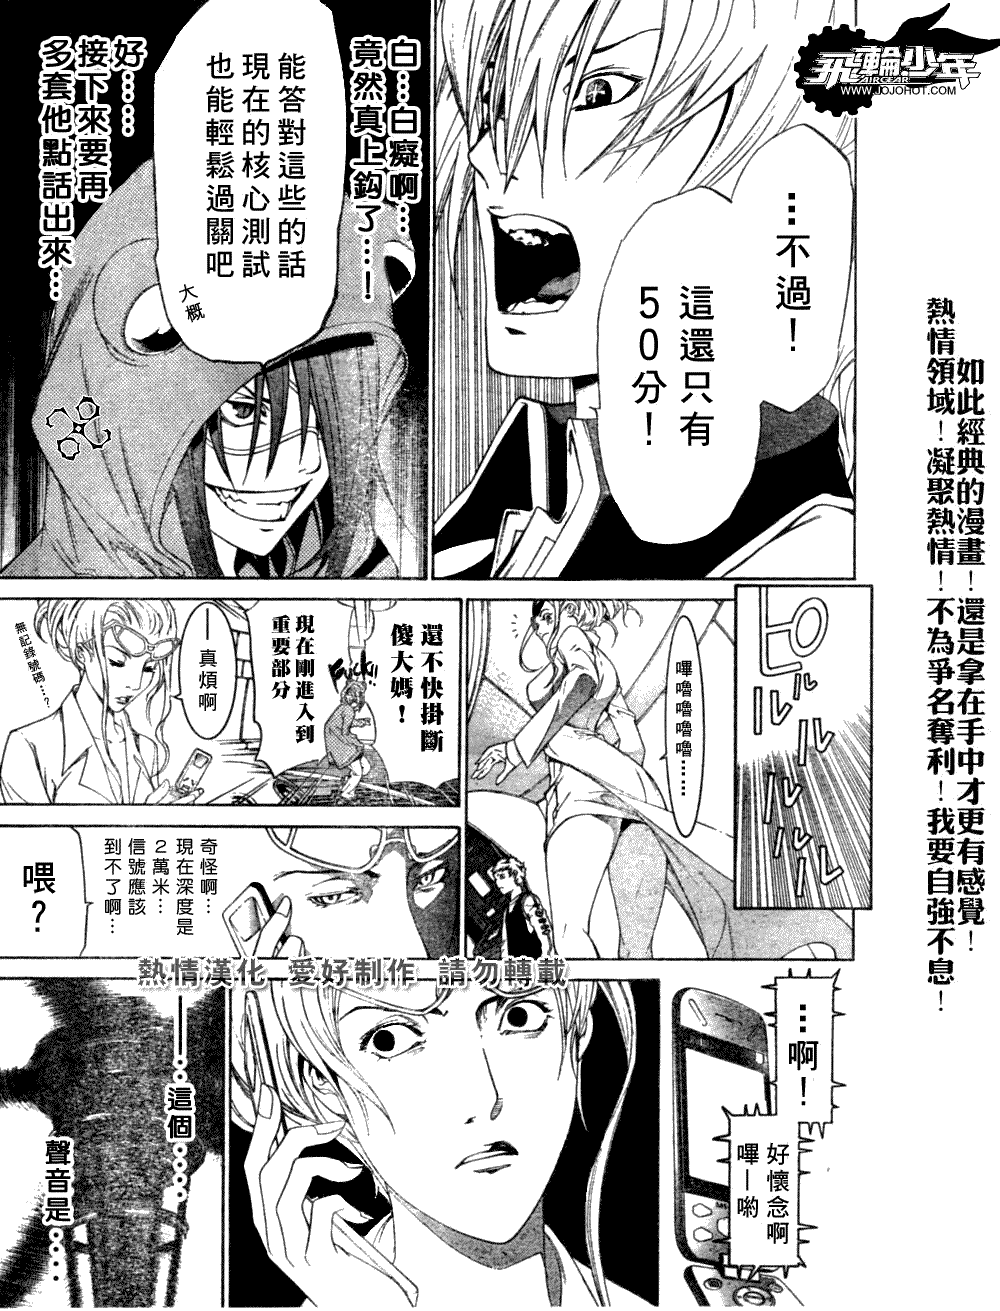 飛輪少年
AIRGEAR
WWW.JOJOHOT.COM
…不過！
這還只有
50分！
能答對這些的話
現在的核心測試
也能輕鬆過關吧
大概
白…白癡啊…
竟然真上鈎了…！
好……
接下來要再
多套他點話出來…
如此經典的漫畫！還是拿在手中才更有感覺！
熱情領域！凝聚熱情！不為爭名奪利！我要自強不息！
ピピルルルル
嗶嚕嚕嚕嚕……
還不快掛斷
傻大媽！
FUCK!!
現在剛進入到
重要部分
—真煩啊
無記錄號碼…？
奇怪啊…
現在深度是
2萬米…
信號應該
到不了啊…
喂？
熱情漢化 愛好制作 請勿轉載
…啊！
好懷念啊
嗶—喲
——…這個……
聲音是……